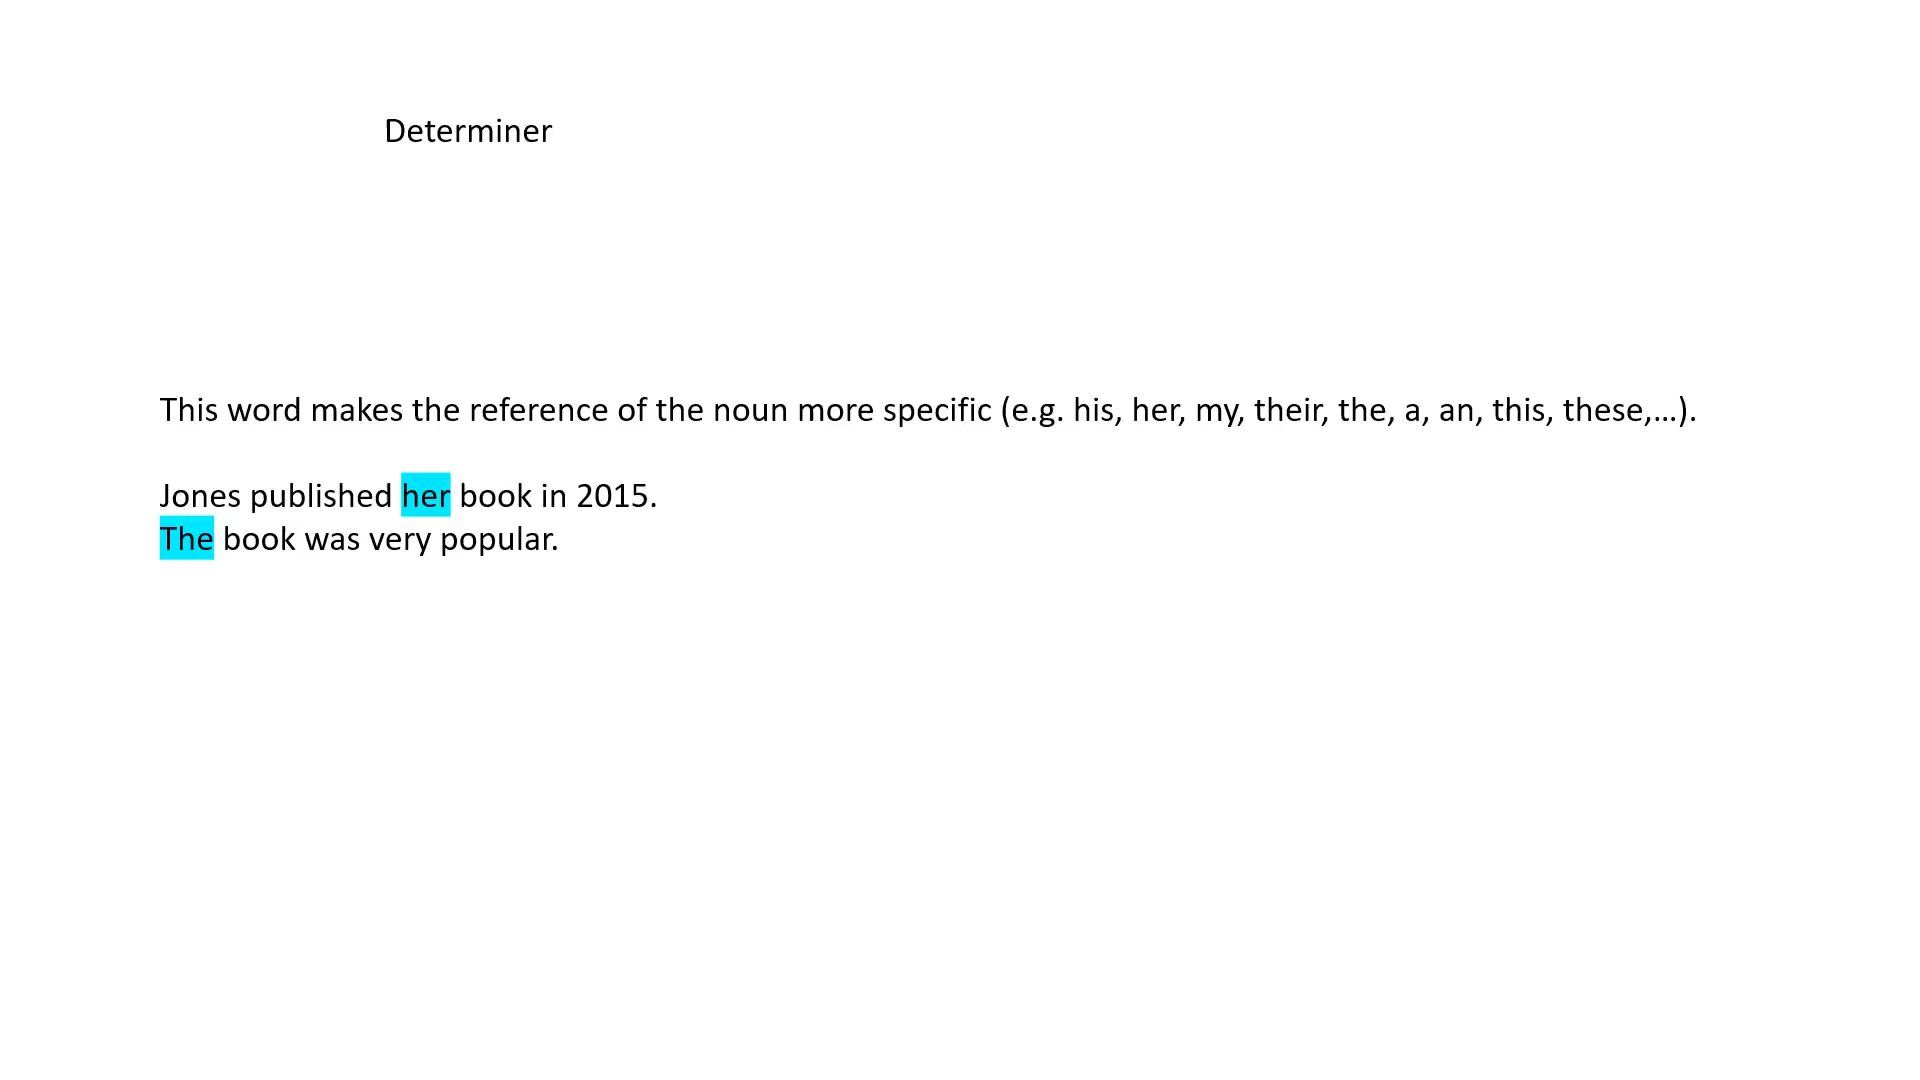 Determiner
This word makes the reference of the noun more specific (e.g. his, her, my, their, the, a, an, this, these,...).
Jones published her book in 2015.
The book was very popular.